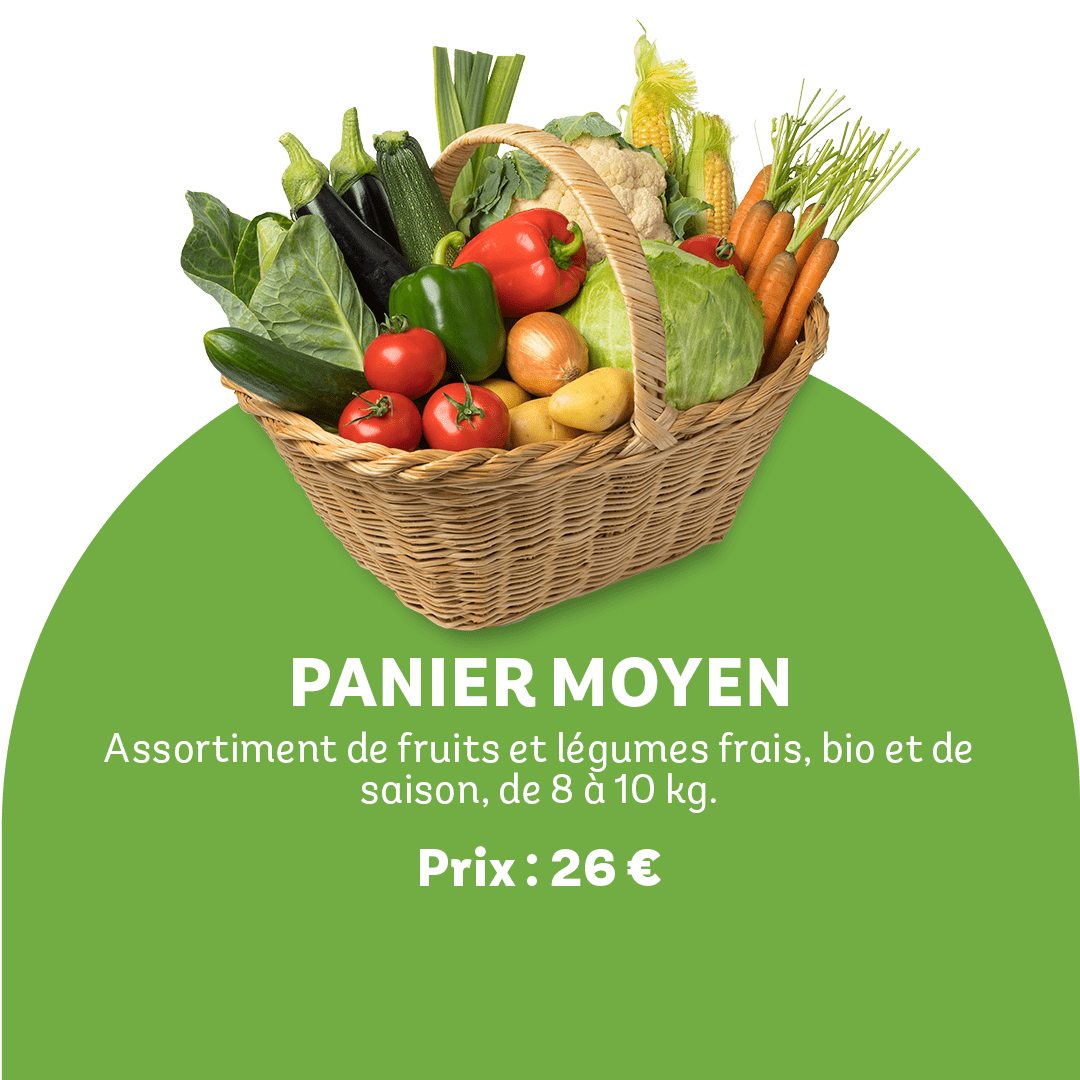 PANIER MOYEN
Assortiment de fruits et légumes frais, bio et de
saison, de 8 à 10 kg.
Prix : 26 €